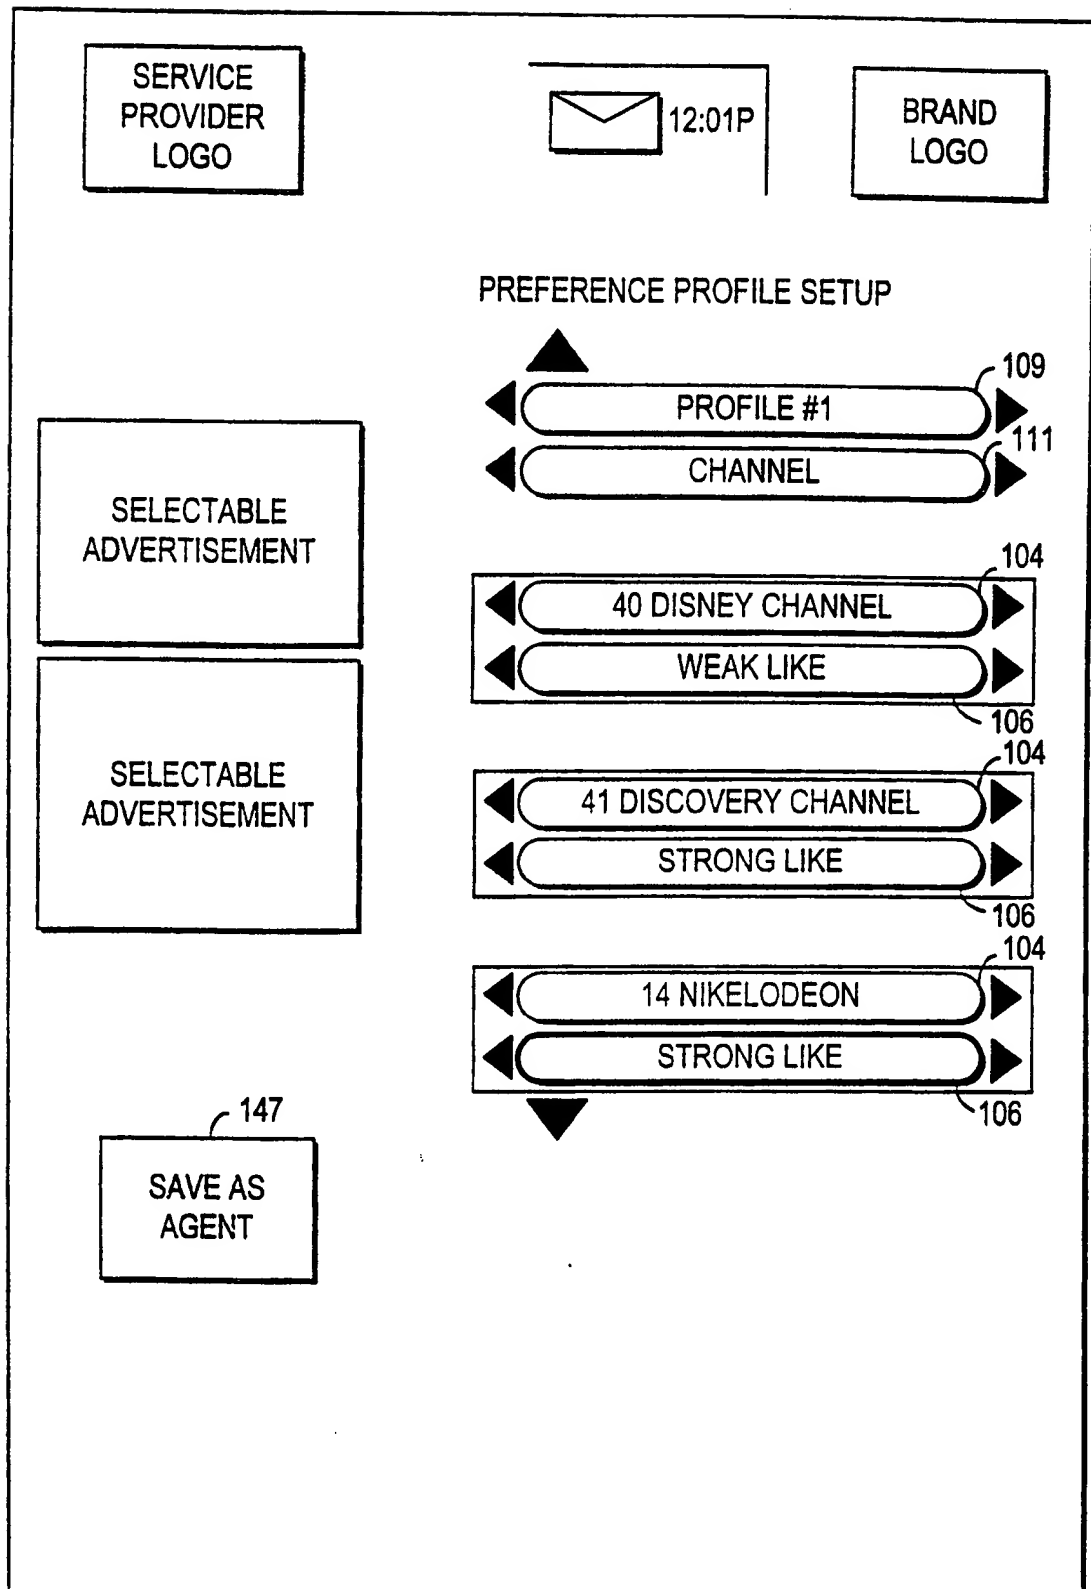 SERVICE
PROVIDER
LOGO
12:01P
BRAND
LOGO
PREFERENCE PROFILE SETUP
109
PROFILE #1
111
CHANNEL
SELECTABLE
ADVERTISEMENT
104
40 DISNEY CHANNEL
WEAK LIKE
106
SELECTABLE
ADVERTISEMENT
104
41 DISCOVERY CHANNEL
STRONG LIKE
106
104
14 NIKELODEON
STRONG LIKE
106
147
SAVE AS
AGENT